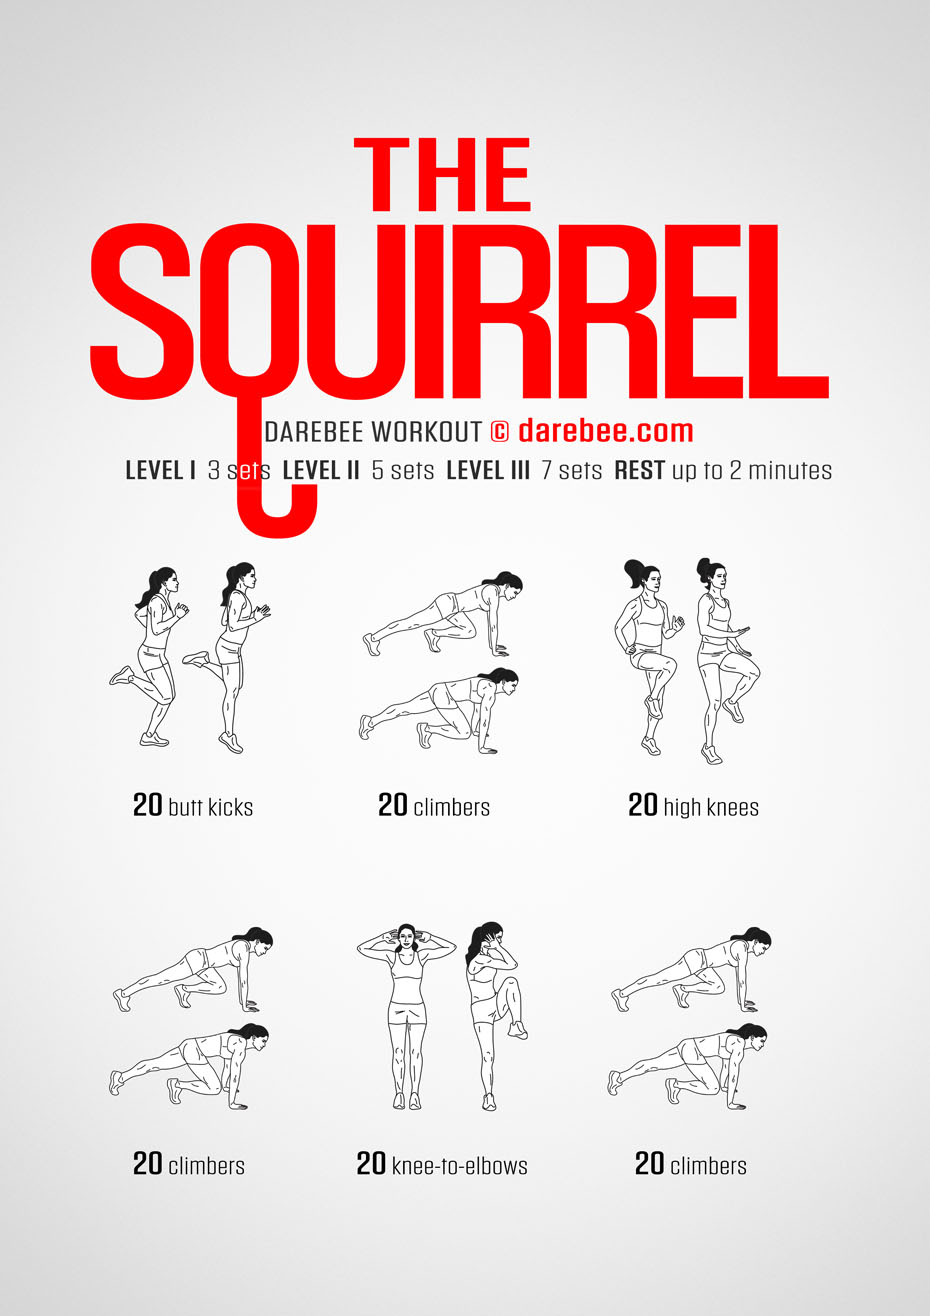 THE
SQUIRREL
DAREBEE WORKOUT © darebee.com
LEVEL I 3 sets LEVEL II 5 sets LEVEL III 7 sets REST up to 2 minutes
20 butt kicks
20 climbers
20 high knees
20 climbers
20 knee-to-elbows
20 climbers